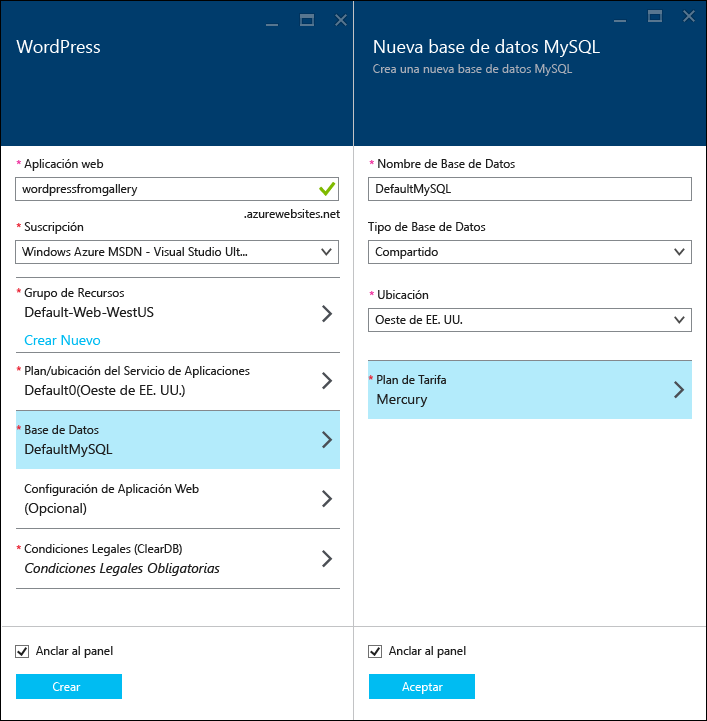 WordPress
* Aplicación web
wordpressfromgallery
.azurewebsites.net
* Suscripción
Windows Azure MSDN - Visual Studio Ult...
* Grupo de Recursos
Default-Web-WestUS
Crear Nuevo
* Plan/ubicación del Servicio de Aplicaciones
Default0(Oeste de EE. UU.)
* Base de Datos
DefaultMySQL
Configuración de Aplicación Web
(Opcional)
* Condiciones Legales (ClearDB)
Condiciones Legales Obligatorias
Anclar al panel
Crear
Nueva base de datos MySQL
Crea una nueva base de datos MySQL
* Nombre de Base de Datos
DefaultMySQL
Tipo de Base de Datos
Compartido
* Ubicación
Oeste de EE. UU.
* Plan de Tarifa
Mercury
Anclar al panel
Aceptar